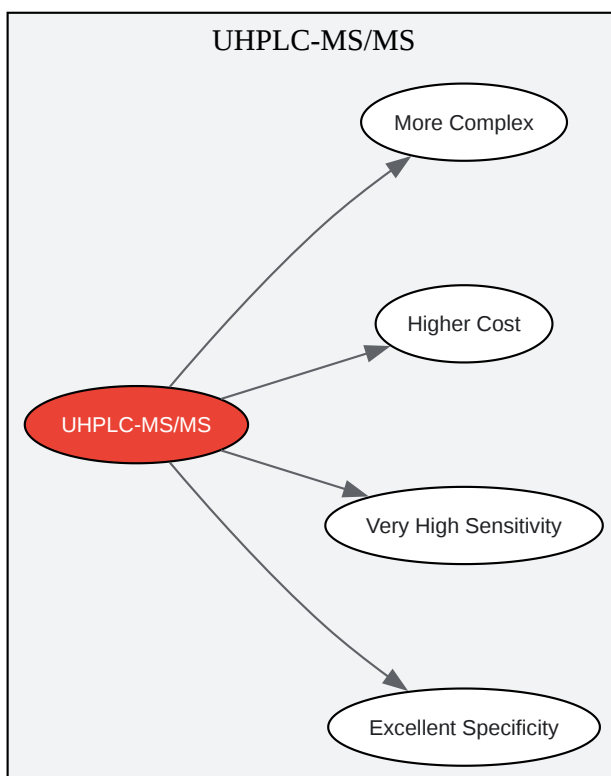 UHPLC-MS/MS
More Complex
Higher Cost
UHPLC-MS/MS
Very High Sensitivity
Excellent Specificity